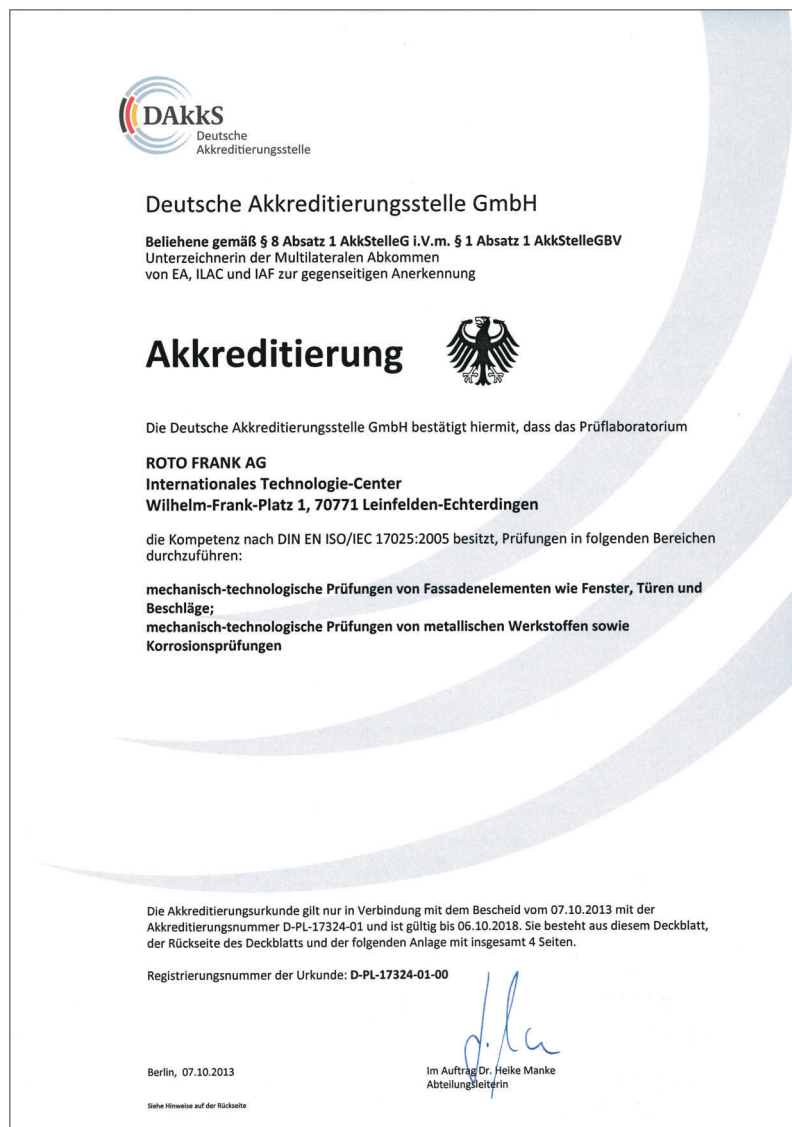 DAkkS
Deutsche
Akkreditierungsstelle
Deutsche Akkreditierungsstelle GmbH
Beliehene gemäß § 8 Absatz 1 AkkStelleG i.V.m. § 1 Absatz 1 AkkStelleGBV
Unterzeichnerin der Multilateralen Abkommen
von EA, ILAC und IAF zur gegenseitigen Anerkennung
Akkreditierung
Die Deutsche Akkreditierungsstelle GmbH bestätigt hiermit, dass das Prüflaboratorium
ROTO FRANK AG
Internationales Technologie-Center
Wilhelm-Frank-Platz 1, 70771 Leinfelden-Echterdingen
die Kompetenz nach DIN EN ISO/IEC 17025:2005 besitzt, Prüfungen in folgenden Bereichen
durchzuführen:
mechanisch-technologische Prüfungen von Fassadenelementen wie Fenster, Türen und
Beschläge;
mechanisch-technologische Prüfungen von metallischen Werkstoffen sowie
Korrosionsprüfungen
Die Akkreditierungsurkunde gilt nur in Verbindung mit dem Bescheid vom 07.10.2013 mit der
Akkreditierungsnummer D-PL-17324-01 und ist gültig bis 06.10.2018. Sie besteht aus diesem Deckblatt,
der Rückseite des Deckblatts und der folgenden Anlage mit insgesamt 4 Seiten.
Registrierungsnummer der Urkunde: D-PL-17324-01-00
Berlin, 07.10.2013
Im Auftrag Dr. Heike Manke
Abteilungsleiterin
Siehe Hinweise auf der Rückseite